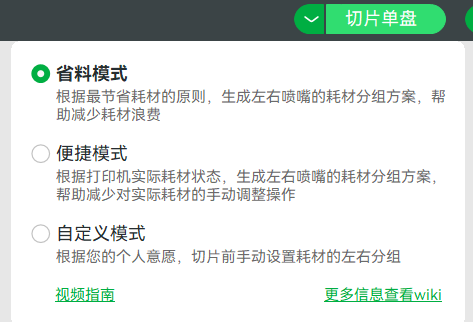 切片单盘
省料模式
根据最节省耗材的原则，生成左右喷嘴的耗材分组方案，帮
助减少耗材浪费
便捷模式
根据打印机实际耗材状态，生成左右喷嘴的耗材分组方案，
帮助减少对实际耗材的手动调整操作
自定义模式
根据您的个人意愿，切片前手动设置耗材的左右分组
视频指南 更多信息查看wiki